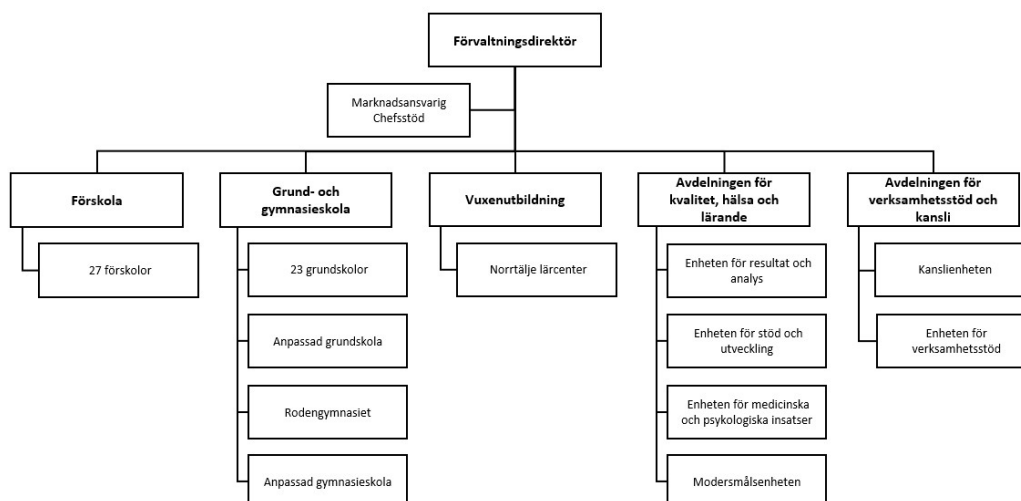 Förvaltningsdirektör
Marknadsansvarig
Chefsstöd
Förskola
Grund- och
gymnasieskola
Vuxenutbildning
Avdelningen för
kvalitet, hälsa och
lärande
Avdelningen för
verksamhetsstöd och
kansli
27 förskolor
23 grundskolor
Norrtälje lärcenter
Enheten för resultat och
analys
Kanslienheten
Anpassad grundskola
Enheten för stöd och
utveckling
Enheten för
verksamhetsstöd
Rodengymnasiet
Enheten för medicinska
och psykologiska insatser
Anpassad gymnasieskola
Modersmålsenheten